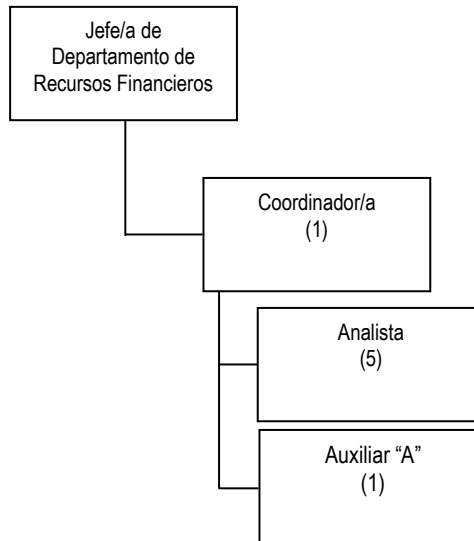 Jefe/a de
Departamento de
Recursos Financieros
Coordinador/a
(1)
Analista
(5)
Auxiliar “A”
(1)